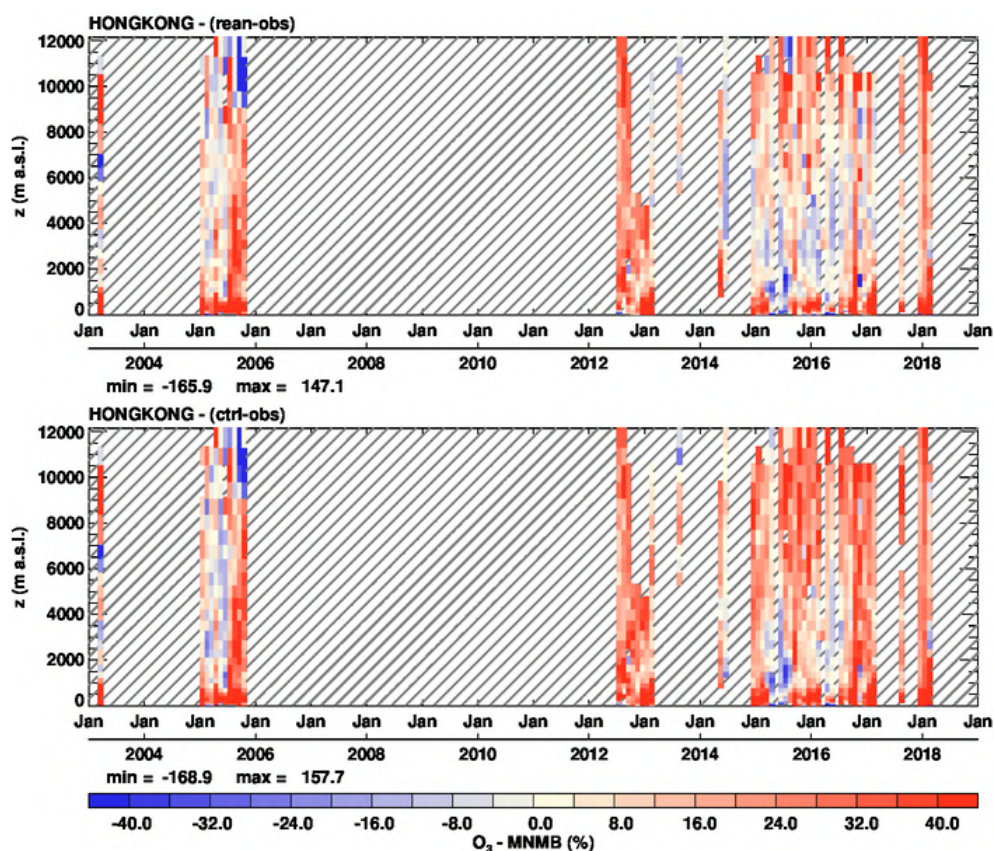 HONGKONG - (rean-obs)
12000
10000
8000
6000
4000
2000
0
z (m a.s.l.)
Jan Jan Jan Jan Jan Jan Jan Jan Jan Jan Jan Jan Jan Jan Jan Jan Jan
2004 2006 2008 2010 2012 2014 2016 2018
min = -165.9 max = 147.1
HONGKONG - (ctrl-obs)
12000
10000
8000
6000
4000
2000
0
z (m a.s.l.)
Jan Jan Jan Jan Jan Jan Jan Jan Jan Jan Jan Jan Jan Jan Jan Jan Jan
2004 2006 2008 2010 2012 2014 2016 2018
min = -168.9 max = 157.7
-40.0 -32.0 -24.0 -16.0 -8.0 0.0 8.0 16.0 24.0 32.0 40.0
O₃ - MNMB (%)